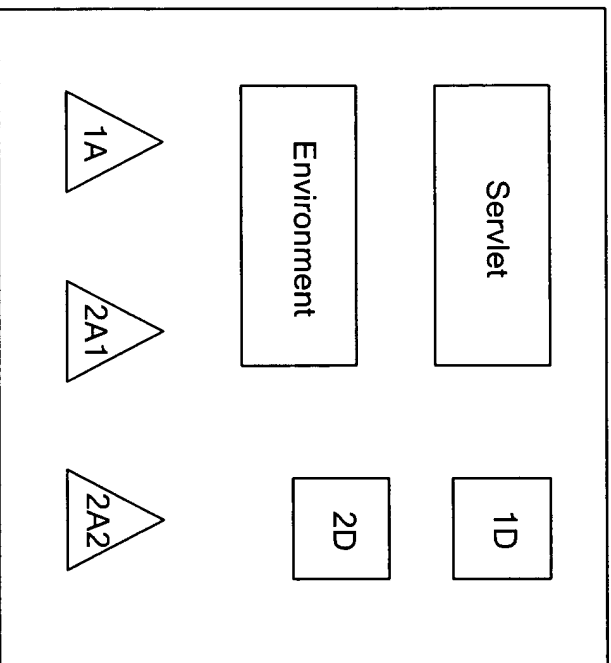 Servlet
1D
Environment
2D
1A
2A1
2A2